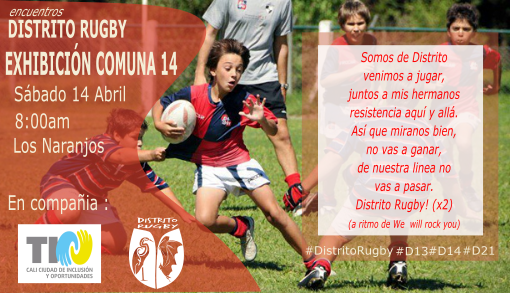 encuentros
DISTRITO RUGBY
EXHIBICIÓN COMUNA 14
Sábado 14 Abril
8:00am
Los Naranjos
En compañia :
TIO
CALI CIUDAD DE INCLUSIÓN
Y OPORTUNIDADES
DISTRITO
RUGBY
Somos de Distrito
venimos a jugar,
juntos a mis hermanos
resistencia aquí y allá.
Así que miranos bien,
no vas a ganar,
de nuestra linea no
vas a pasar.
Distrito Rugby! (x2)
(a ritmo de We will rock you)
#DistritoRugby #D13#D14#D21